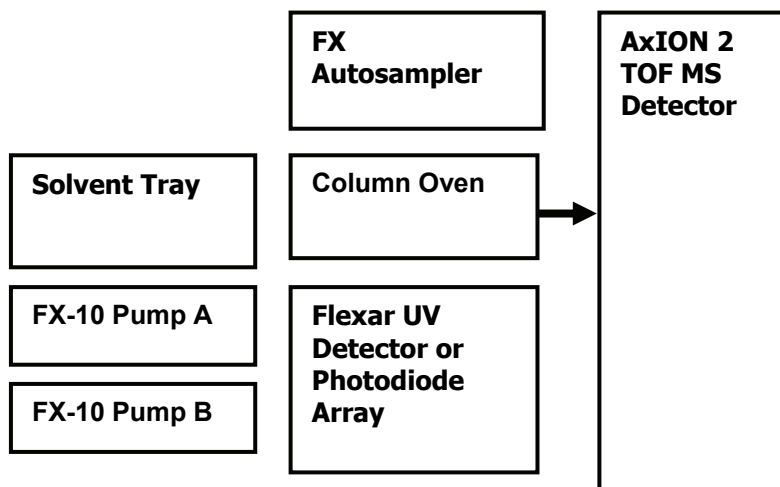 FX
Autosampler
AxION 2
TOF MS
Detector
Solvent Tray
Column Oven
FX-10 Pump A
Flexar UV
Detector or
Photodiode
Array
FX-10 Pump B